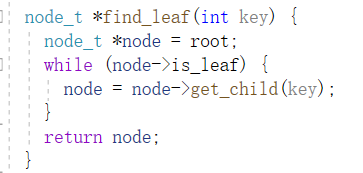 node_t *find_leaf(int key) {
  node_t *node = root;
  while (node->is_leaf) {
    node = node->get_child(key);
  }
  return node;
}